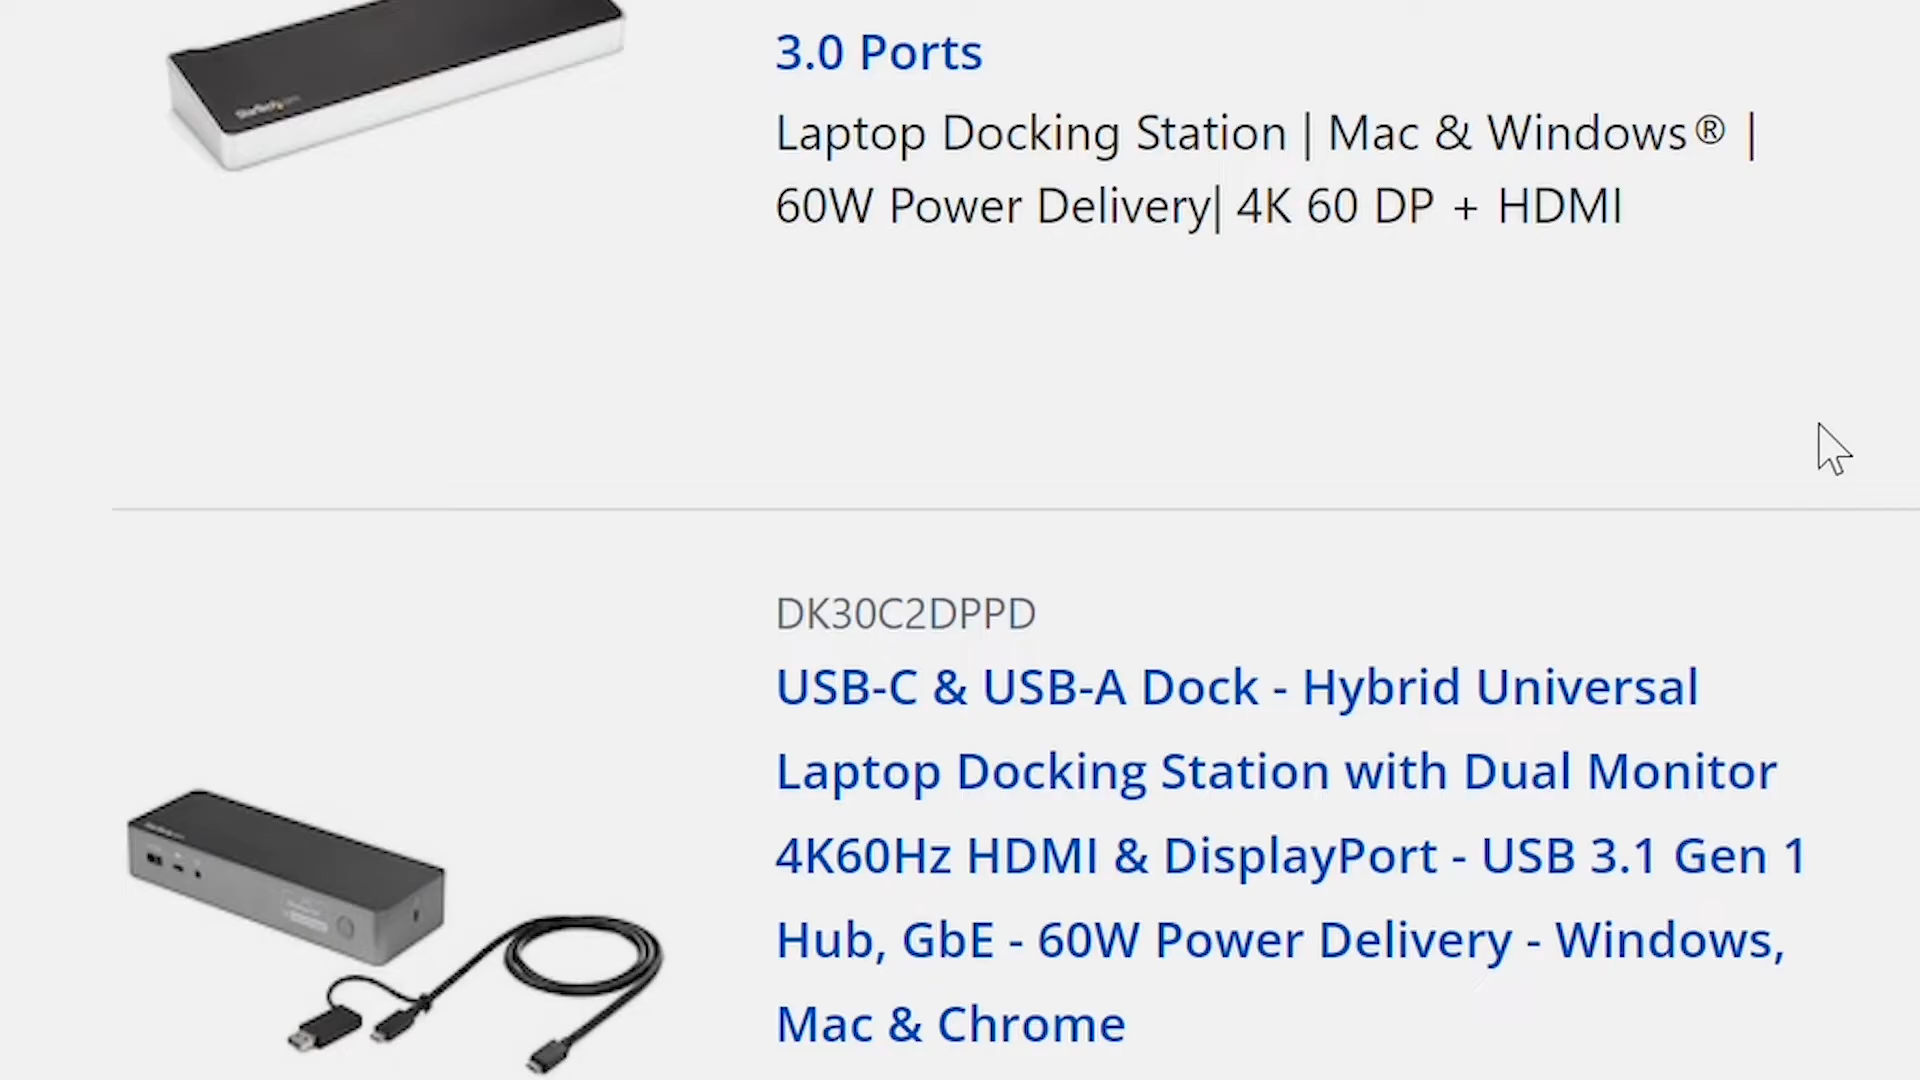 3.0 Ports
Laptop Docking Station | Mac & Windows® |
60W Power Delivery| 4K 60 DP + HDMI
StarTech.com
DK30C2DPPD
USB-C & USB-A Dock - Hybrid Universal
Laptop Docking Station with Dual Monitor
4K60Hz HDMI & DisplayPort - USB 3.1 Gen 1
Hub, GbE - 60W Power Delivery - Windows,
Mac & Chrome